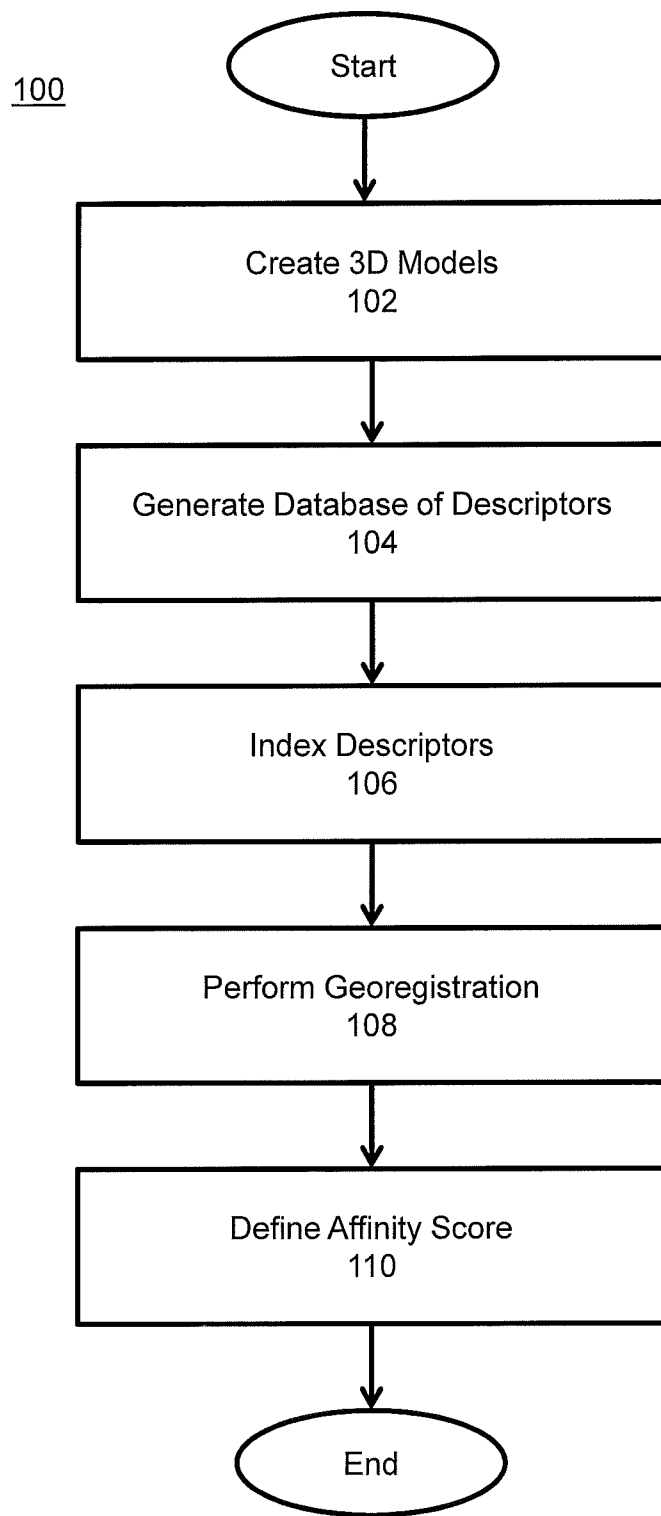 Start
100
Create 3D Models
102
Generate Database of Descriptors
104
Index Descriptors
106
Perform Georegistration
108
Define Affinity Score
110
End